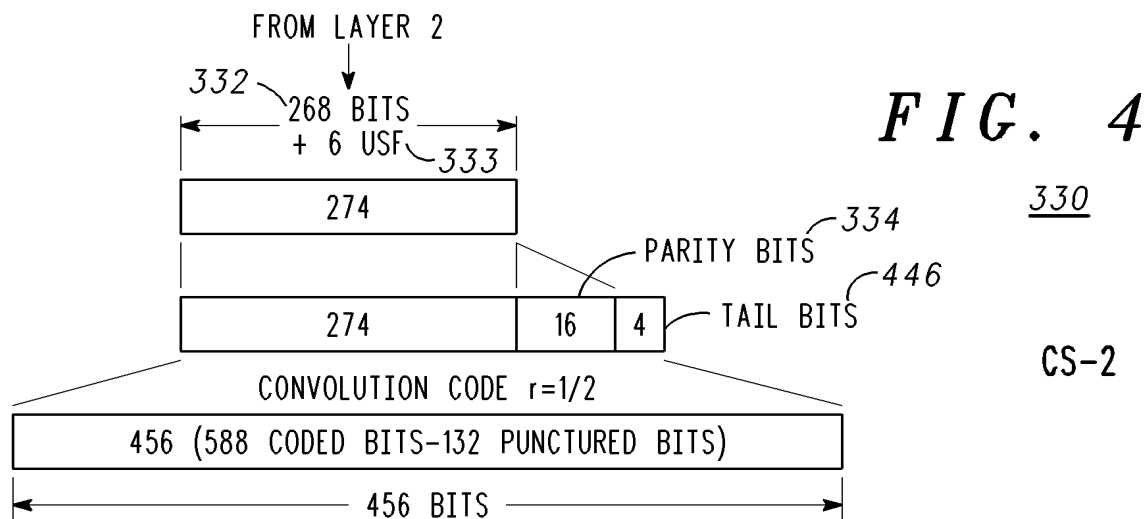 FROM LAYER 2
332
268 BITS
+ 6 USF
333
FIG. 4
330
274
334
PARITY BITS
446
274
16
4
TAIL BITS
CS-2
CONVOLUTION CODE r=1/2
456 (588 CODED BITS-132 PUNCTURED BITS)
456 BITS